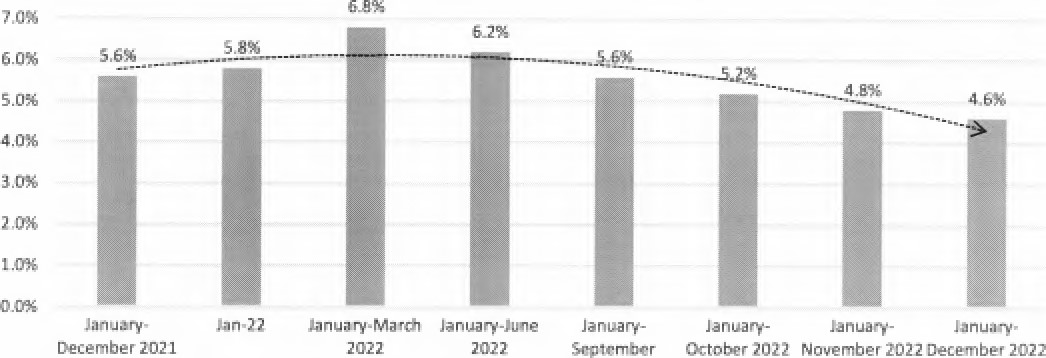 7.0%
6.0%
5.0%
4.0%
3.0%
2.0%
1.0%
0.0%
5.6%
5.8%
6.8%
6.2%
5.6%
5.2%
4.8%
4.6%
January-
December 2021
Jan-22
January-March
2022
January-June
2022
January-
September
January-
October 2022
January-
November 2022
January-
December 2022